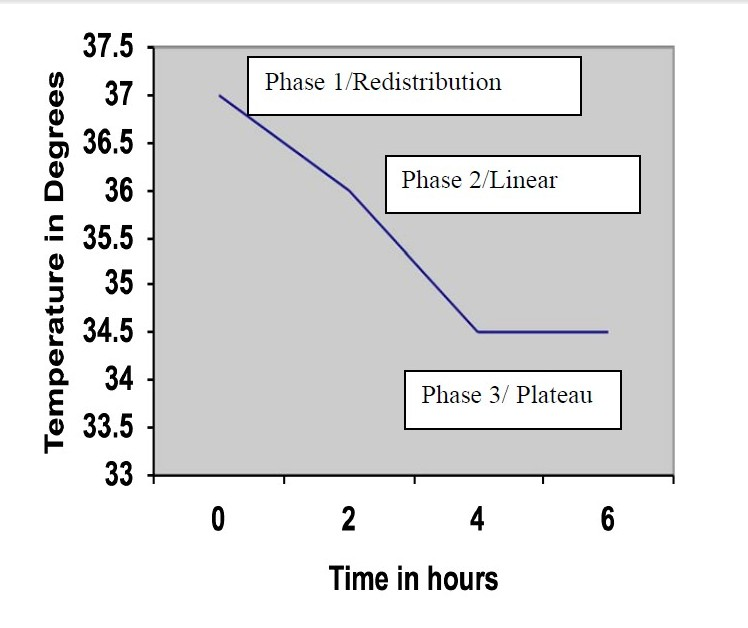 37.5
37
36.5
36
35.5
35
34.5
34
33.5
33
Temperature in Degrees
Phase 1/Redistribution
Phase 2/Linear
Phase 3/ Plateau
0 2 4 6
Time in hours